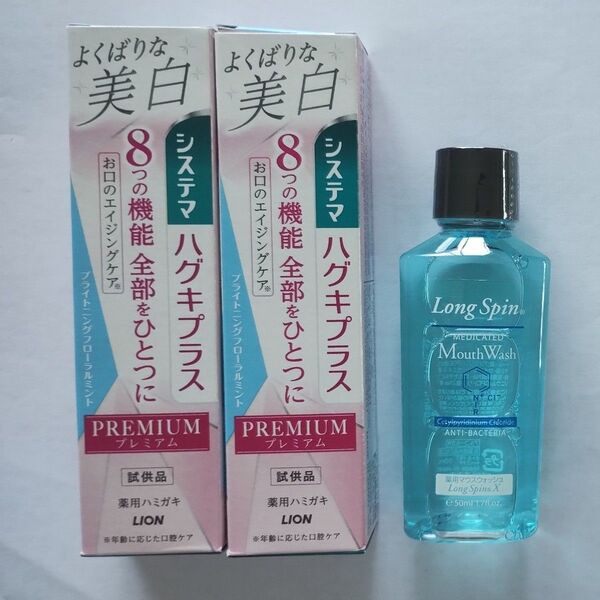 よくばりな
美白
システマ
ハグキプラス
8つの機能 全部をひとつに
お口のエイジングケア※
ブライトニングフローラルミント
PREMIUM
プレミアム
試供品
薬用ハミガキ
LION
※年齢に応じた口腔ケア
よくばりな
美白
システマ
ハグキプラス
8つの機能 全部をひとつに
お口のエイジングケア※
ブライトニングフローラルミント
PREMIUM
プレミアム
試供品
薬用ハミガキ
LION
※年齢に応じた口腔ケア
Long Spin®
MEDICATED
MouthWash
Cetylpyridinium Chloride
ANTI-BACTERIA
薬用マウスウォッシュ
Long Spins X
50ml 1.7fl.oz.